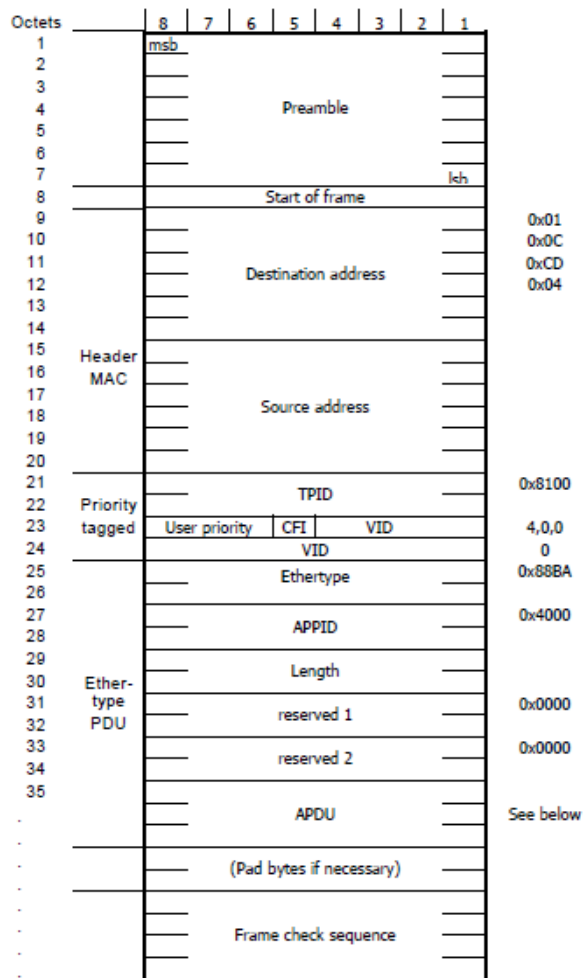 Octets 8 7 6 5 4 3 2 1
1 msb
2
3
4 Preamble
5
6
7 lsb
8 Start of frame
9 0x01
10 0x0C
11 Destination address 0xCD
12 0x04
13
14
15 Header
16 MAC
17
18 Source address
19
20
21 0x8100
22 Priority TPID
23 tagged User priority CFI VID 4,0,0
24 VID 0
25 Ethertype 0x88BA
26
27 0x4000
28 APPID
29
30 Ether- Length
31 type 0x0000
32 PDU reserved 1
33 0x0000
34 reserved 2
35
APDU See below
(Pad bytes if necessary)
Frame check sequence